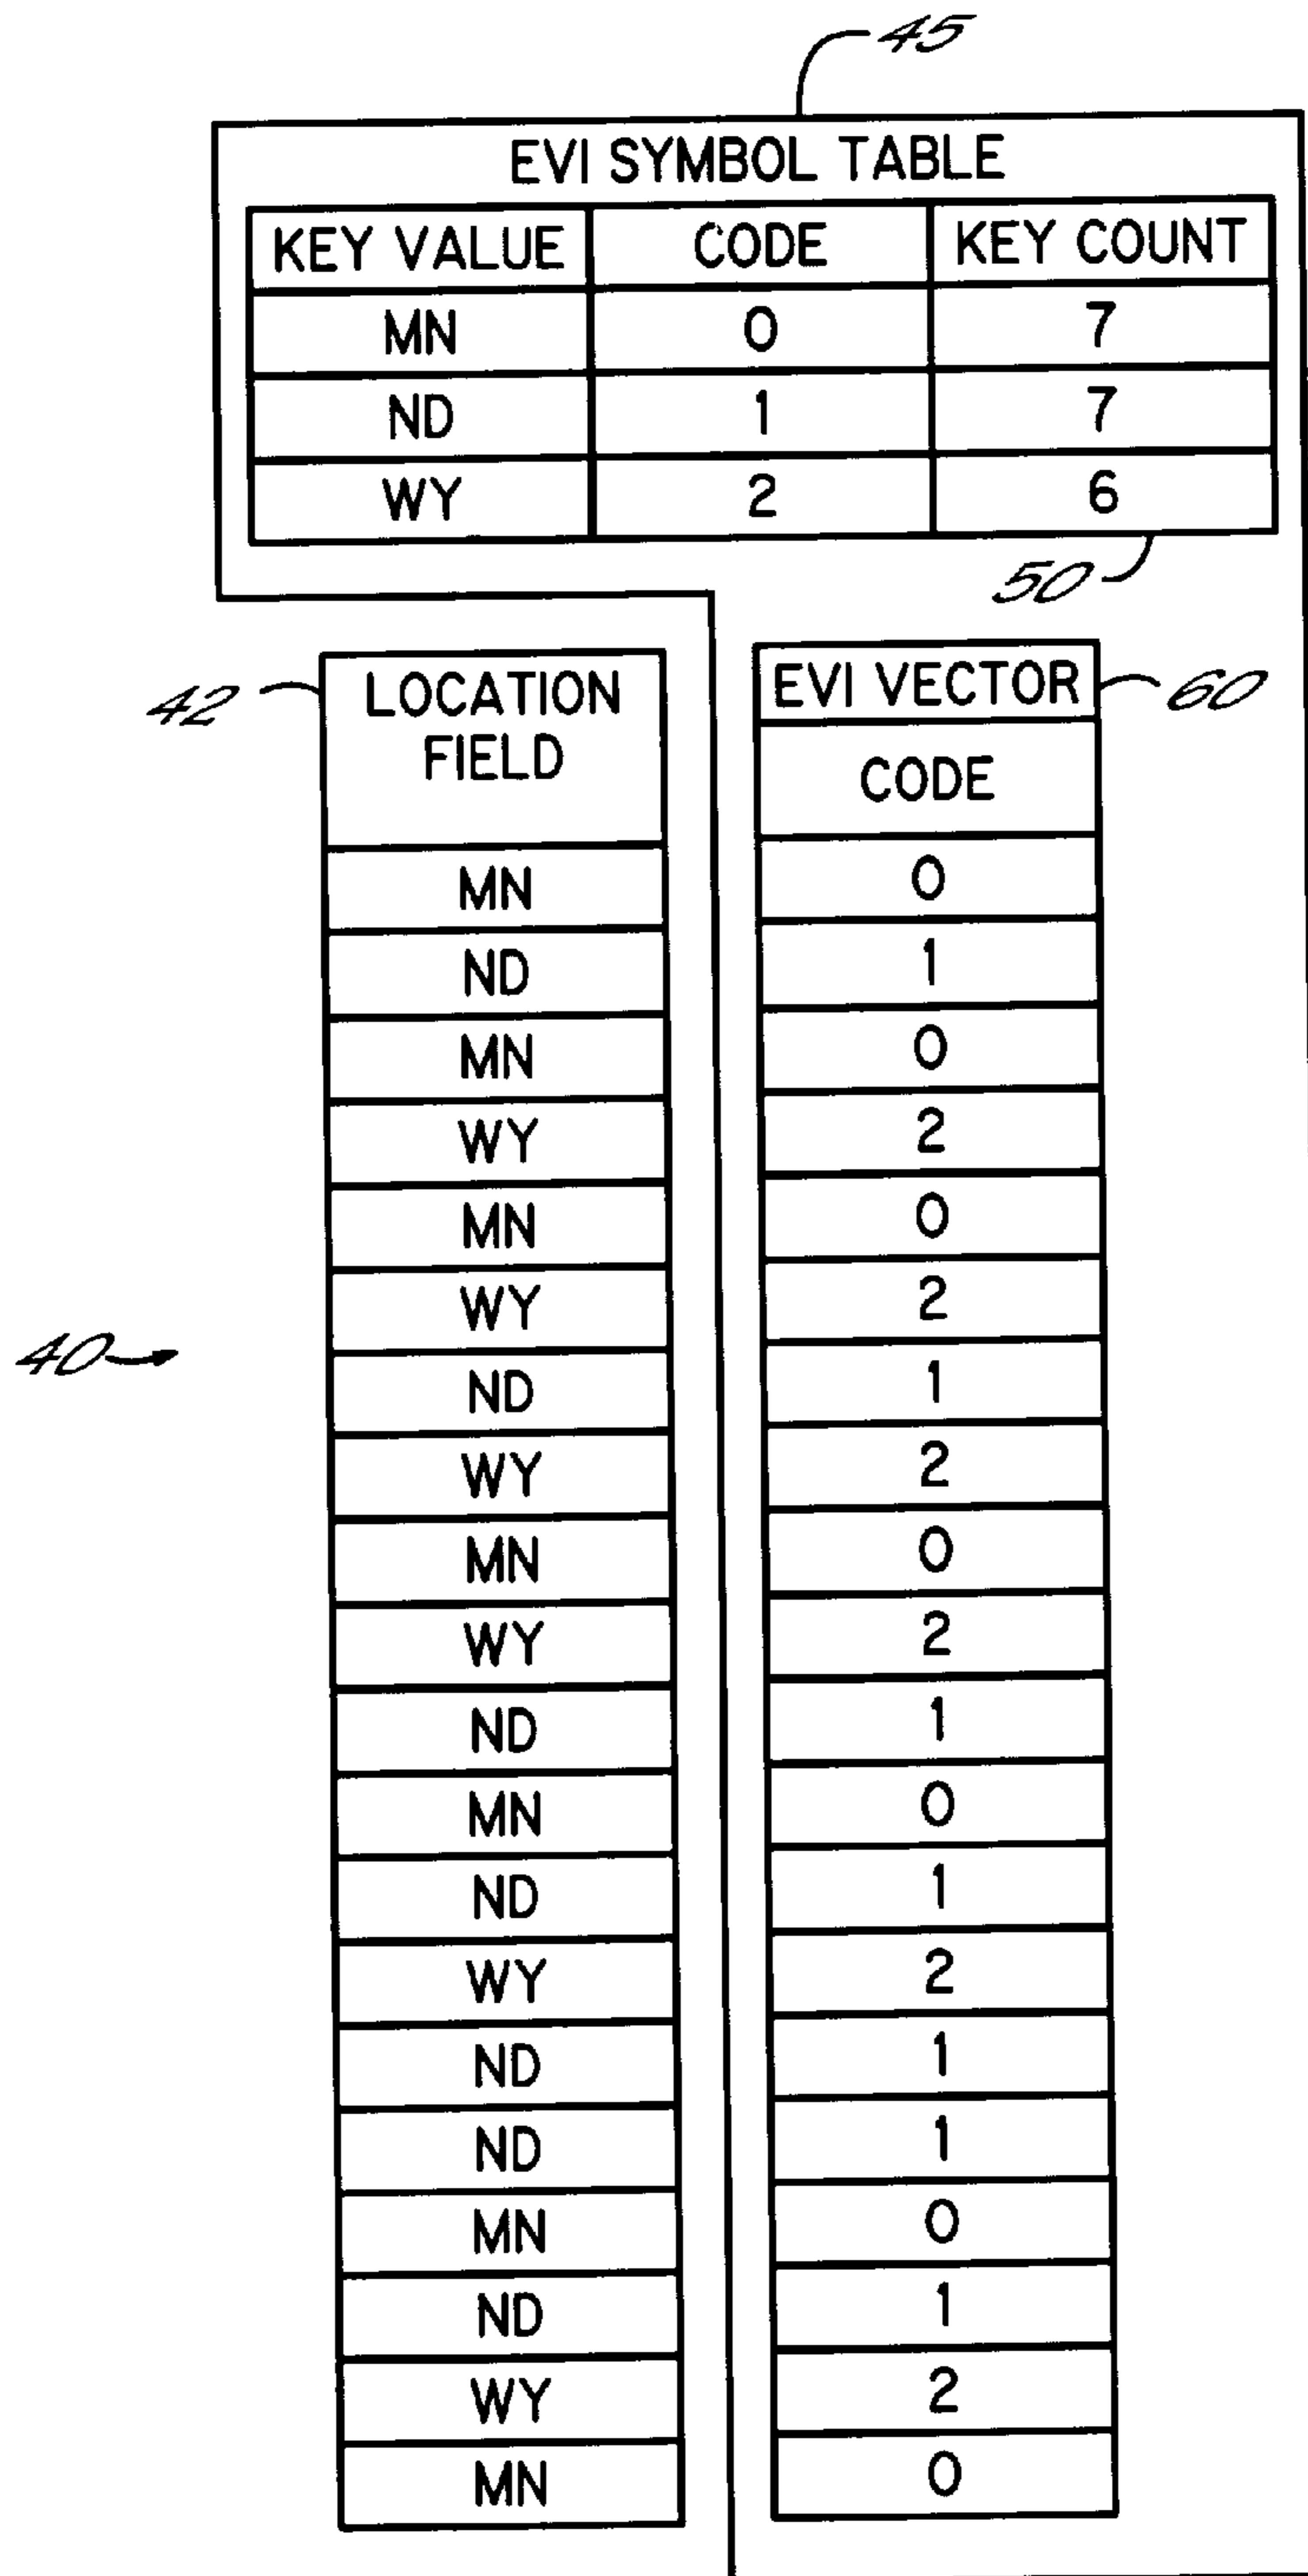 45
EVI SYMBOL TABLE
KEY VALUE CODE KEY COUNT
MN 0 7
ND 1 7
WY 2 6
50
42 LOCATION FIELD
EVI VECTOR 60
CODE
MN 0
ND 1
MN 0
WY 2
MN 0
WY 2
40 ND 1
WY 2
MN 0
WY 2
ND 1
MN 0
ND 1
WY 2
ND 1
ND 1
MN 0
ND 1
WY 2
MN 0